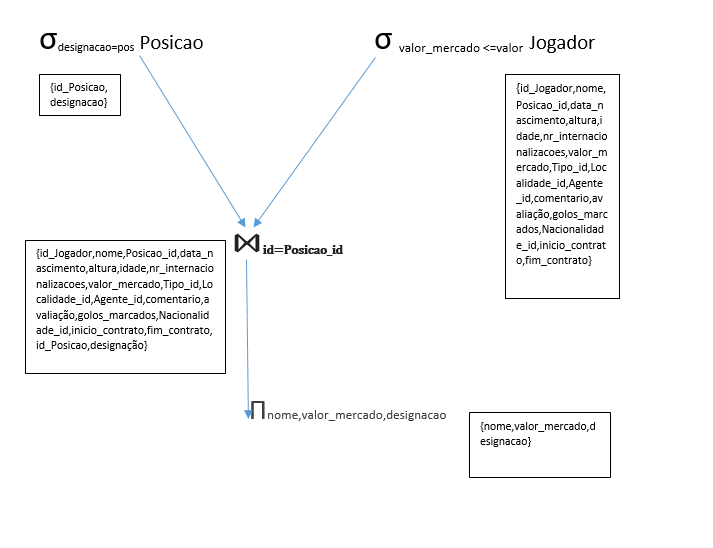 σ designacao=pos Posicao
σ valor_mercado <=valor Jogador
{id_Posicao,
designacao}
{id_Jogador,nome,
Posicao_id,data_n
ascimento,altura,i
dade,nr_internacio
nalizacoes,valor_m
ercado,Tipo_id,Loc
alidade_id,Agente
_id,comentario,av
aliação,golos_marc
ados,Nacionalidad
e_id,inicio_contrat
o,fim_contrato}
⋈ id=Posicao_id
{id_Jogador,nome,Posicao_id,data_n
ascimento,altura,idade,nr_internacio
nalizacoes,valor_mercado,Tipo_id,Lo
calidade_id,Agente_id,comentario,a
valiação,golos_marcados,Nacionalid
ade_id,inicio_contrato,fim_contrato,
id_Posicao,designação}
∏ nome,valor_mercado,designacao
{nome,valor_mercado,d
esignacao}